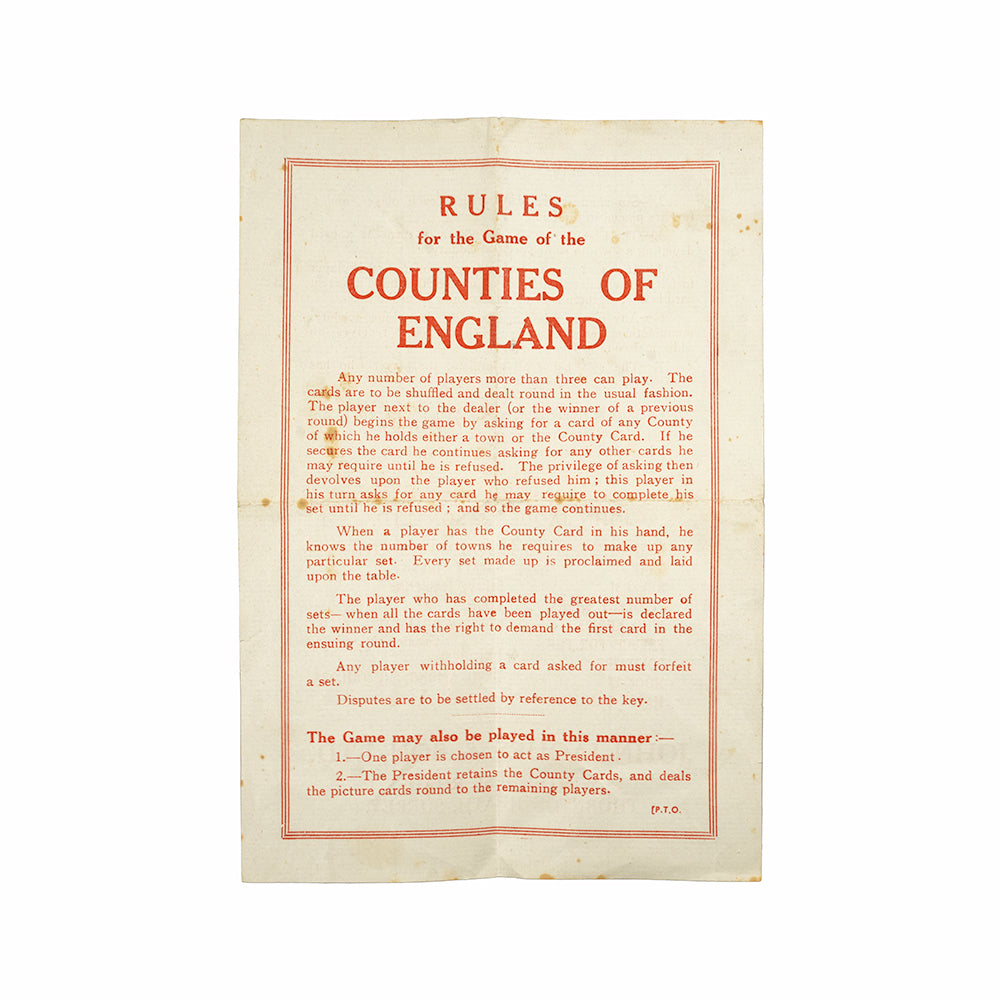 RULES
for the Game of the
COUNTIES OF
ENGLAND
Any number of players more than three can play. The
cards are to be shuffled and dealt round in the usual fashion.
The player next to the dealer (or the winner of a previous
round) begins the game by asking for a card of any County
of which he holds either a town or the County Card. If he
secures the card he continues asking for any other cards he
may require until he is refused. The privilege of asking then
devolves upon the player who refused him ; this player in
his turn asks for any card he may require to complete his
set until he is refused ; and so the game continues.
When a player has the County Card in his hand, he
knows the number of towns he requires to make up any
particular set. Every set made up is proclaimed and laid
upon the table.
The player who has completed the greatest number of
sets— when all the cards have been played out—is declared
the winner and has the right to demand the first card in the
ensuing round.
Any player withholding a card asked for must forfeit
a set.
Disputes are to be settled by reference to the key.
The Game may also be played in this manner :—
1.—One player is chosen to act as President .
2.—The President retains the County Cards, and deals
the picture cards round to the remaining players.
[P.T.O.